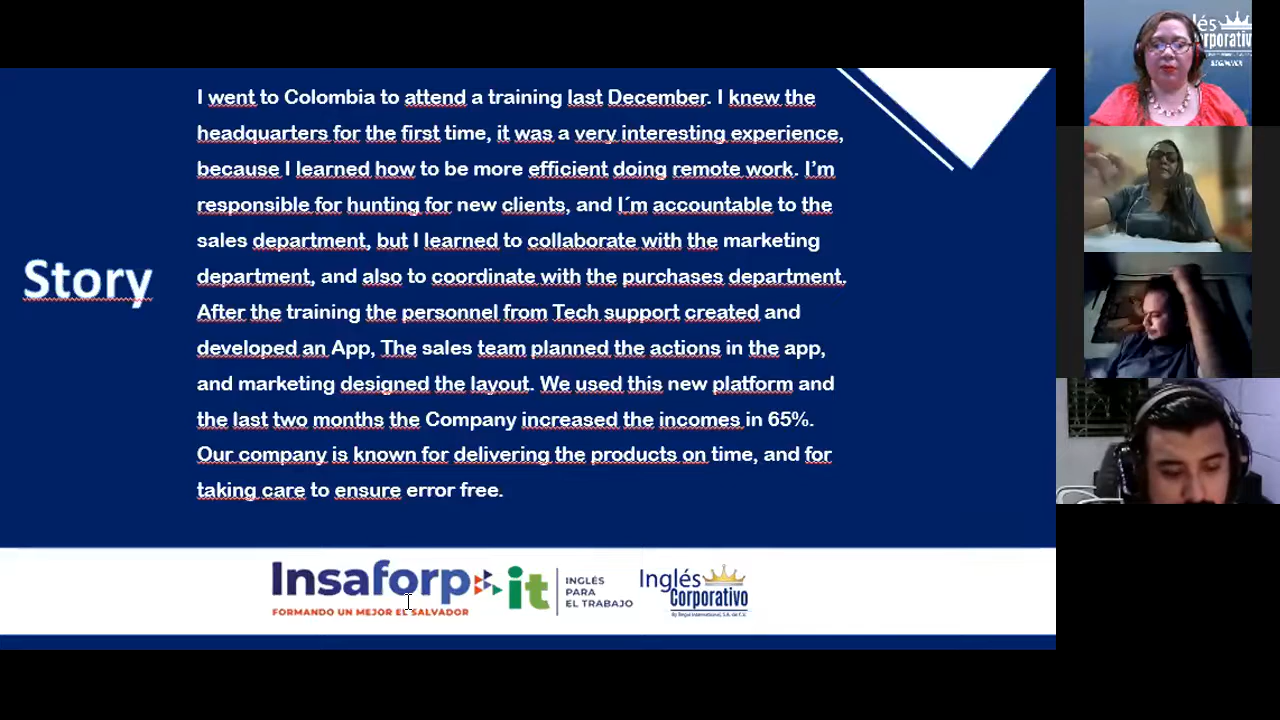 Story
I went to Colombia to attend a training last December. I knew the
headquarters for the first time, it was a very interesting experience,
because I learned how to be more efficient doing remote work. I’m
responsible for hunting for new clients, and I´m accountable to the
sales department, but I learned to collaborate with the marketing
department, and also to coordinate with the purchases department.
After the training the personnel from Tech support created and
developed an App, The sales team planned the actions in the app,
and marketing designed the layout. We used this new platform and
the last two months the Company increased the incomes in 65%.
Our company is known for delivering the products on time, and for
taking care to ensure error free.
Insaforp
FORMANDO UN MEJOR EL SALVADOR
it
INGLÉS
PARA
EL TRABAJO
Inglés
Corporativo